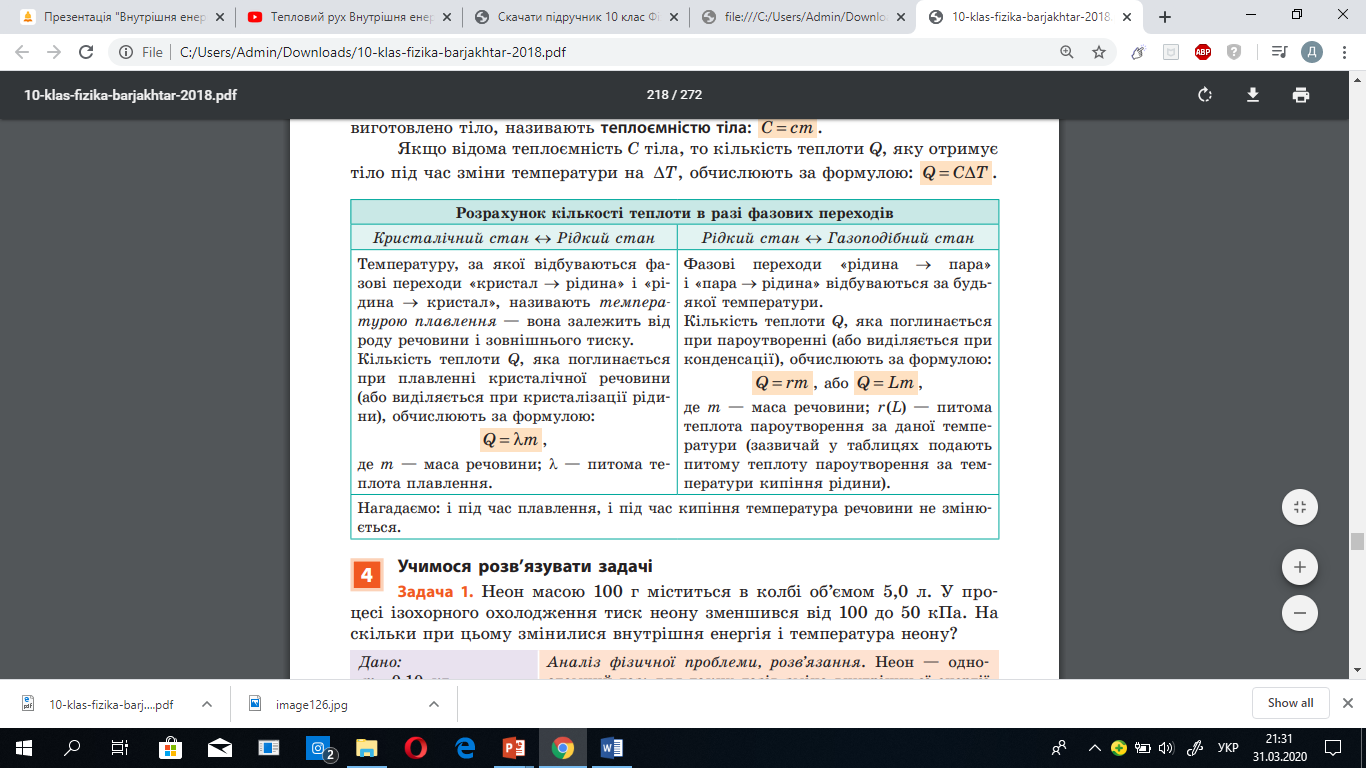 Презентація "Внутрішня енер
Тепловий рух Внутрішня енер
Скачати підручник 10 клас Фі
file:///C:/Users/Admin/Downlo
10-klas-fizika-barjakhtar-2018.
File | C:/Users/Admin/Downloads/10-klas-fizika-barjakhtar-2018.pdf
ABP
Д
10-klas-fizika-barjakhtar-2018.pdf
218 / 272
виготовлено тіло, називають теплоємністю тіла: C = cm .
Якщо відома теплоємність C тіла, то кількість теплоти Q, яку отримує
тіло під час зміни температури на ΔT, обчислюють за формулою: Q = CΔT .
Розрахунок кількості теплоти в разі фазових переходів
Кристалічний стан ↔ Рідкий стан
Температуру, за якої відбуваються фа-
зові переходи «кристал → рідина» і «рі-
дина → кристал», називають темпера-
турою плавлення — вона залежить від
роду речовини і зовнішнього тиску.
Кількість теплоти Q, яка поглинається
при плавленні кристалічної речовини
(або виділяється при кристалізації ріди-
ни), обчислюють за формулою:
Q = λm ,
де m — маса речовини; λ — питома те-
плота плавлення.
Рідкий стан ↔ Газоподібний стан
Фазові переходи «рідина → пара»
і «пара → рідина» відбуваються за будь-
якої температури.
Кількість теплоти Q, яка поглинається
при пароутворенні (або виділяється при
конденсації), обчислюють за формулою:
Q = rm , або Q = Lm ,
де m — маса речовини; r(L) — питома
теплота пароутворення за даної темпе-
ратури (зазвичай у таблицях подають
питому теплоту пароутворення за тем-
ператури кипіння рідини).
Нагадаємо: і під час плавлення, і під час кипіння температура речовини не зміню-
ється.
4 Учимося розв'язувати задачі
Задача 1. Неон масою 100 г міститься в колбі об'ємом 5,0 л. У про-
цесі ізохорного охолодження тиск неону зменшився від 100 до 50 кПа. На
скільки при цьому змінилися внутрішня енергія і температура неону?
Дано:
Аналіз фізичної проблеми, розв'язання. Неон — одно-
10-klas-fizika-barj....pdf
image126.jpg
Show all
2
УКР
21:31
31.03.2020